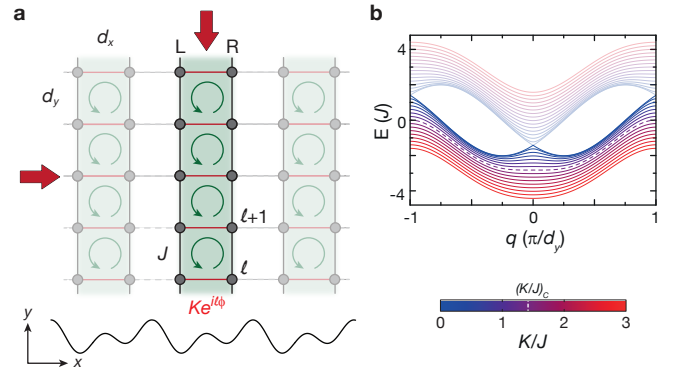 a
d_x
L R
d_y
ℓ+1
J
ℓ
Ke^{iℓϕ}
y
x
b
E (J)
4
0
-4
-1 0 1
q (π/d_y)
(K/J)_C
0 1 2 3
K/J